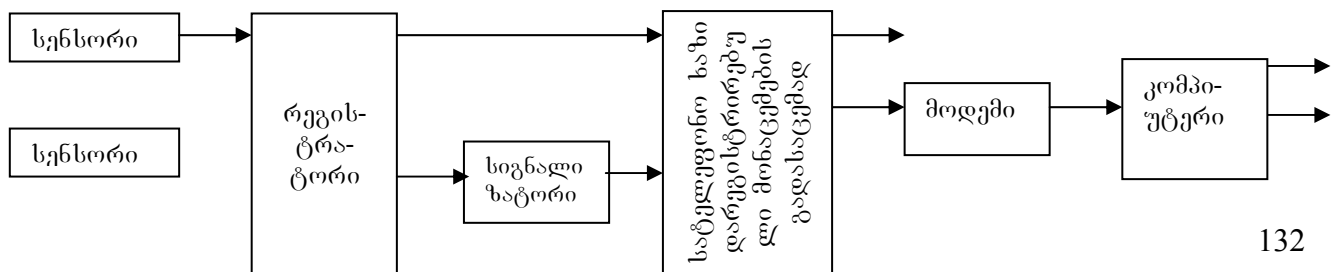 სენსორი
სენსორი
რეგის-
ტრა-
ტორი
სიგნალი
ზატორი
სატელეფონო ხაზი
დარეგისტრირებუ
ლი მონაცემების
გადასაცემად
მოდემი
კომპი-
უტერი
132